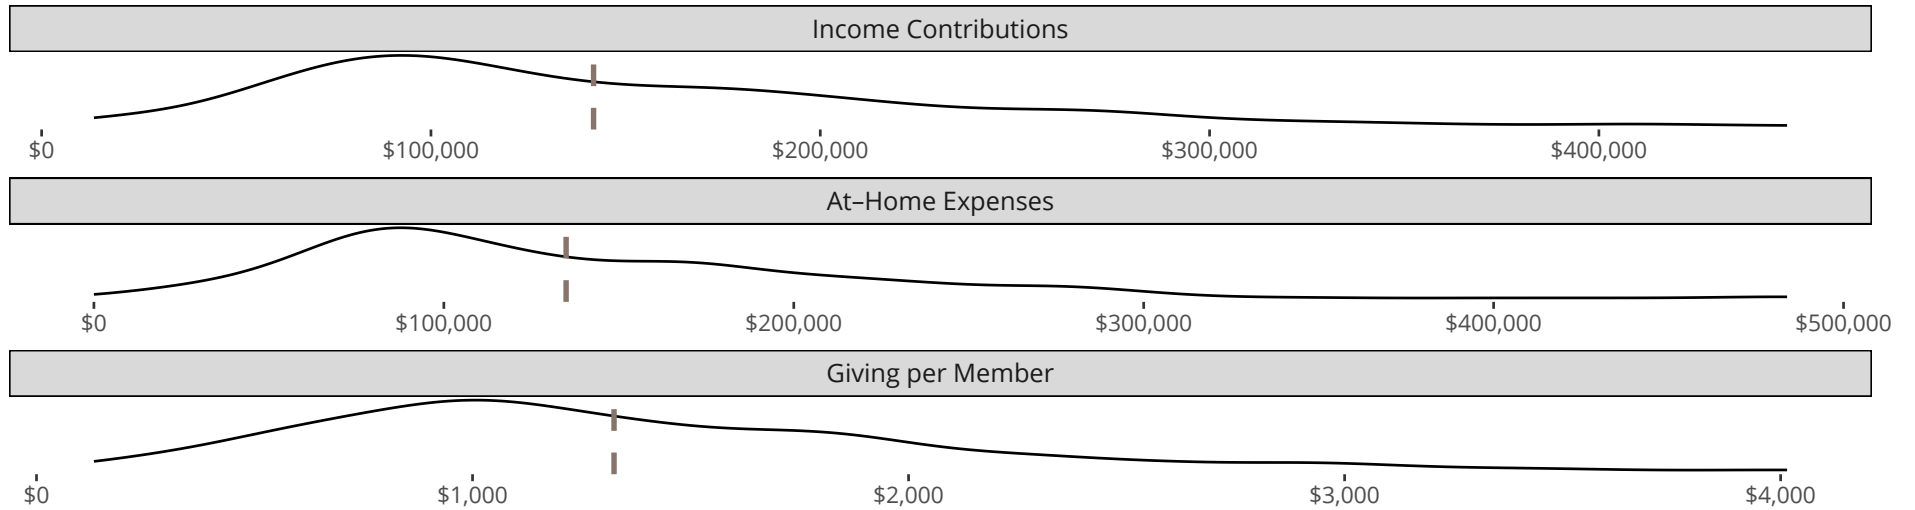 Income Contributions
$0 $100,000 $200,000 $300,000 $400,000
At–Home Expenses
$0 $100,000 $200,000 $300,000 $400,000 $500,000
Giving per Member
$0 $1,000 $2,000 $3,000 $4,000